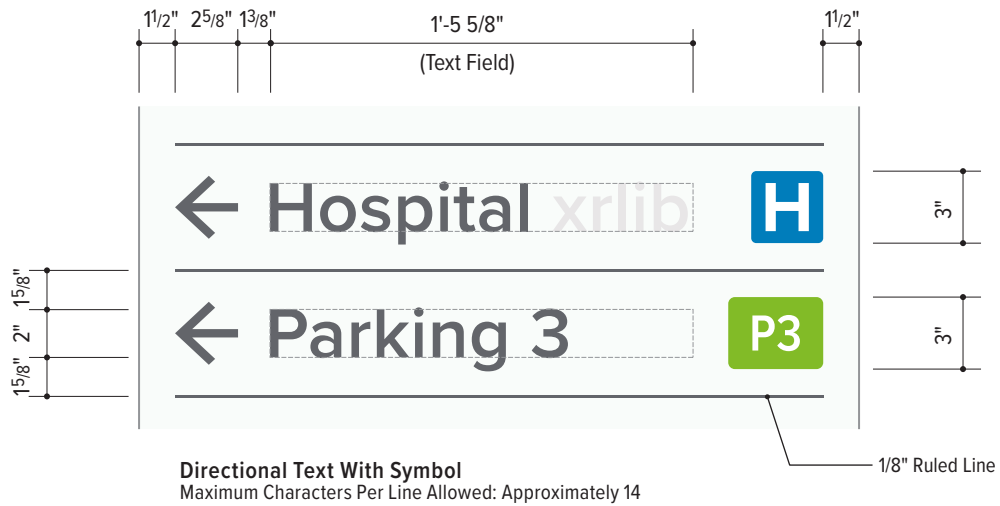 1 1/2" 2 5/8" 1 3/8" 1'-5 5/8" 1 1/2"
(Text Field)
Hospital xrlib H
3"
1 5/8"
Parking 3 P3
2"
3"
1 5/8"
1/8" Ruled Line
Directional Text With Symbol
Maximum Characters Per Line Allowed: Approximately 14